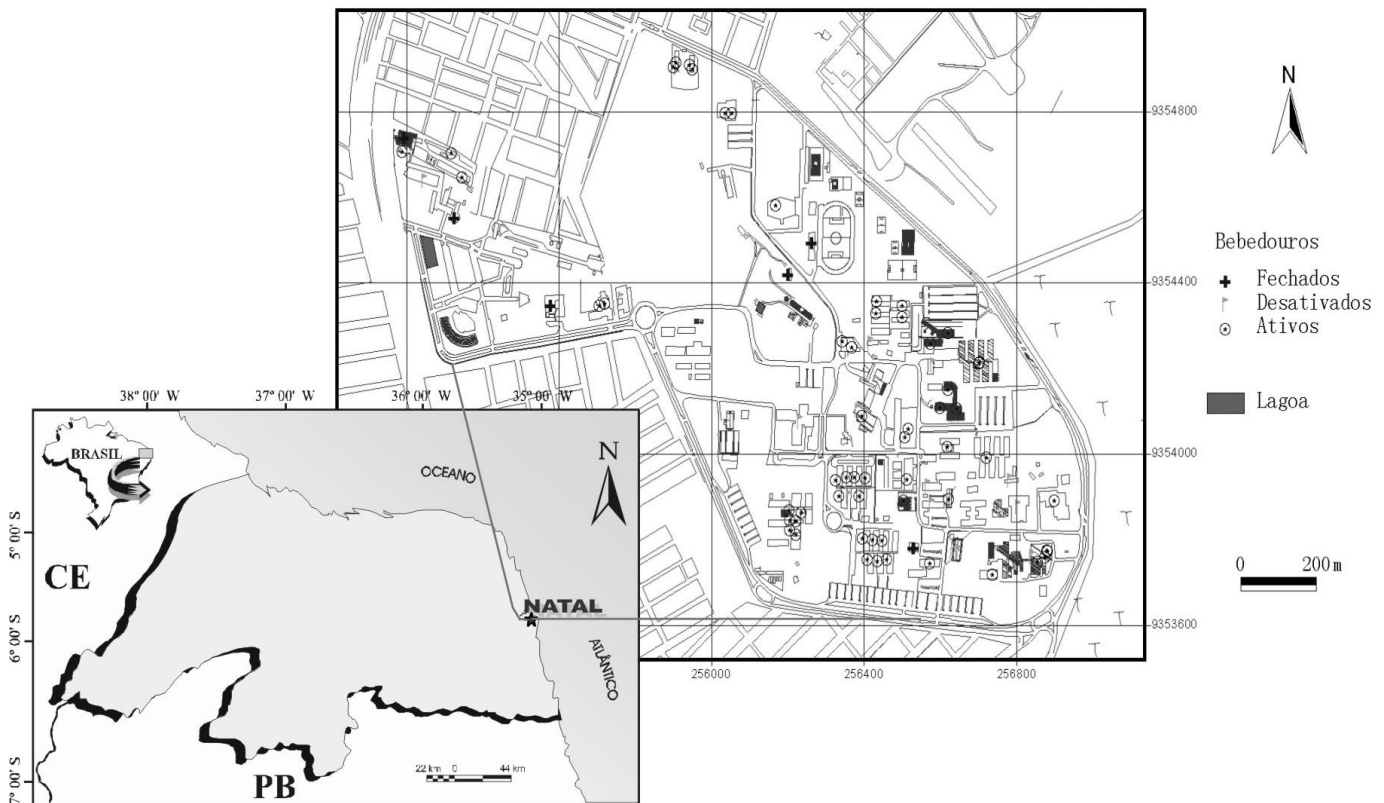 N
9354800
9354400
9354000
9353600
256000
256400
256800
Bebedouros
Fechados
Desativados
Ativos
Lagoa
0 200 m
38° 00' W
37° 00' W
36° 00' W
35° 00' W
5° 00' S
6° 00' S
7° 00' S
BRASIL
OCEANO
N
CE
NATAL
ATLÂNTICO
PB
22 km 0 44 km